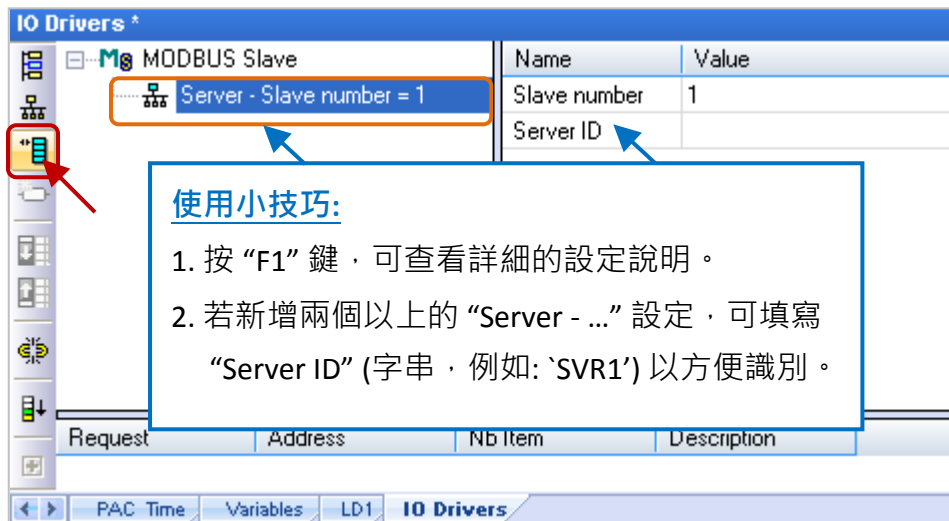 IO Drivers *
MODBUS Slave
Server - Slave number = 1
Name Value
Slave number 1
Server ID
使用小技巧:
1. 按 “F1” 鍵，可查看詳細的設定說明。
2. 若新增兩個以上的 “Server - …” 設定，可填寫
“Server ID” (字串，例如: `SVR1’) 以方便識別。
Request Address Nb Item Description
PAC Time Variables LD1 IO Drivers